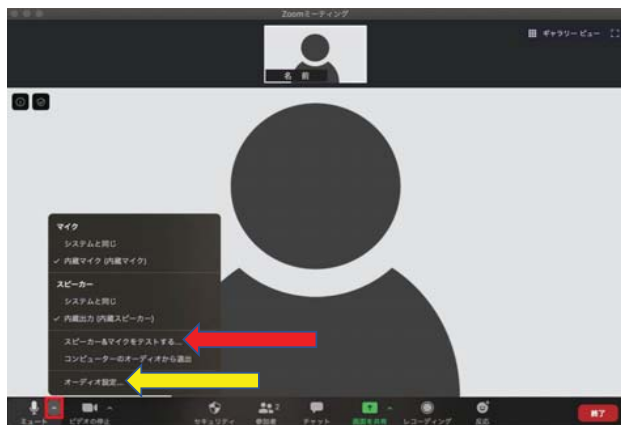 Zoomミーティング
ギャラリービュー
名 前
マイク
システムと同じ
✓ 内蔵マイク (内蔵マイク)
スピーカー
システムと同じ
✓ 内蔵出力 (内蔵スピーカー)
スピーカー&マイクをテストする...
コンピューターのオーディオから退出
オーディオ設定...
ミュート
ビデオの停止
セキュリティ
参加者
2
チャット
画面を共有
レコーディング
反応
終了